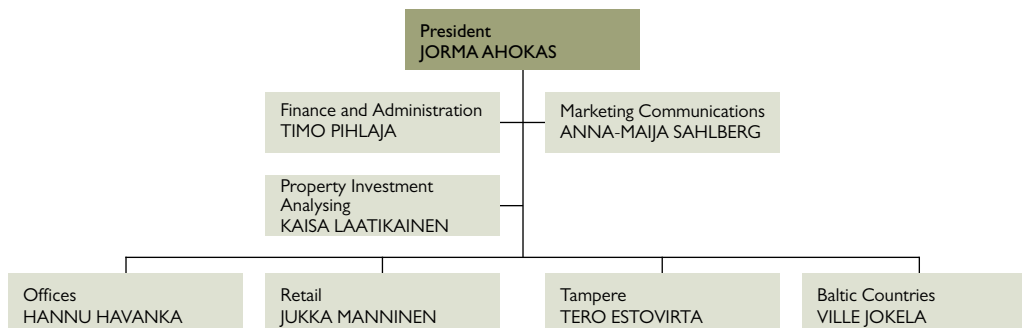 President
JORMA AHOKAS
Finance and Administration
TIMO PIHLAJA
Marketing Communications
ANNA-MAIJA SAHLBERG
Property Investment
Analysing
KAISA LAATIKAINEN
Offices
HANNU HAVANKA
Retail
JUKKA MANNINEN
Tampere
TERO ESTOVIRTA
Baltic Countries
VILLE JOKELA